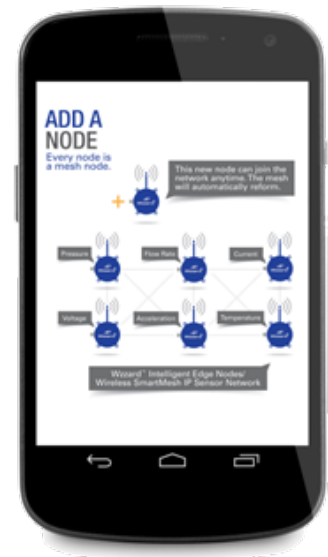 ADD A
NODE
Every node is
a mesh node.
This new node can join the
network anytime. The mesh
will automatically reform.
+
Pressure
Flow Rate
Current
Voltage
Acceleration
Temperature
Wzzard™ Intelligent Edge Nodes/
Wireless SmartMesh IP Sensor Network